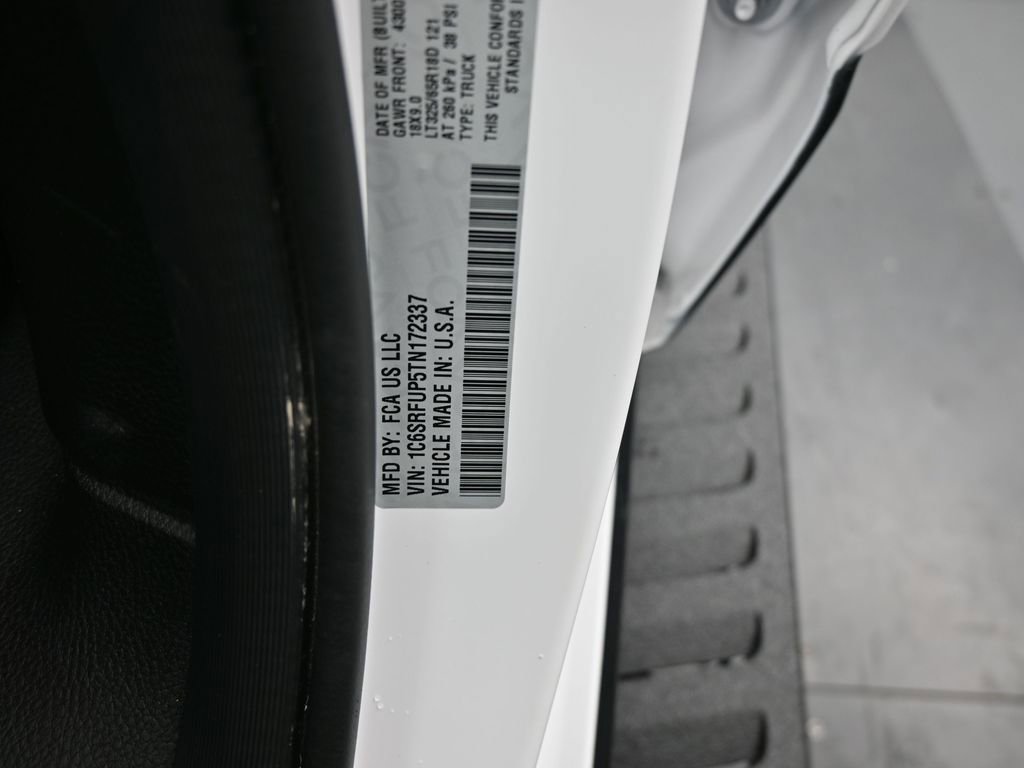 MFD BY: FCA US LLC
VIN: 1C6SRFUP5TN172337
VEHICLE MADE IN: U.S.A.
DATE OF MFR (BUIL
GAWR FRONT: 4300
18X9.0
LT325/65R18D 121
AT 260 kPa / 38 PSI
TYPE: TRUCK
THIS VEHICLE CONFO
STANDARDS